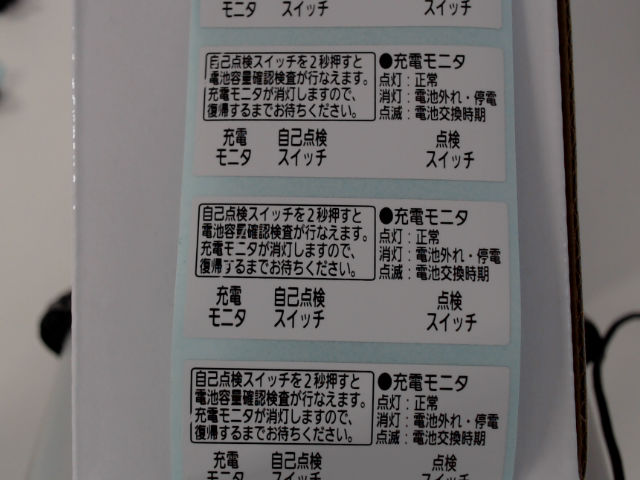 モニタ スイッチ スイッチ
自己点検スイッチを2秒押すと
電池容量確認検査が行なえます。
充電モニタが消灯しますので、
復帰するまでお待ちください。
●充電モニタ
点灯:正常
消灯:電池外れ・停電
点滅:電池交換時期
充電 自己点検 点検
モニタ スイッチ スイッチ
自己点検スイッチを2秒押すと
電池容量確認検査が行なえます。
充電モニタが消灯しますので、
復帰するまでお待ちください。
●充電モニタ
点灯:正常
消灯:電池外れ・停電
点滅:電池交換時期
充電 自己点検 点検
モニタ スイッチ スイッチ
自己点検スイッチを2秒押すと
電池容量確認検査が行なえます。
充電モニタが消灯しますので、
復帰するまでお待ちください。
●充電モニタ
点灯:正常
消灯:電池外れ・停電
点滅:電池交換時期
充電 自己点検 点検
モニタ スイッチ スイッチ